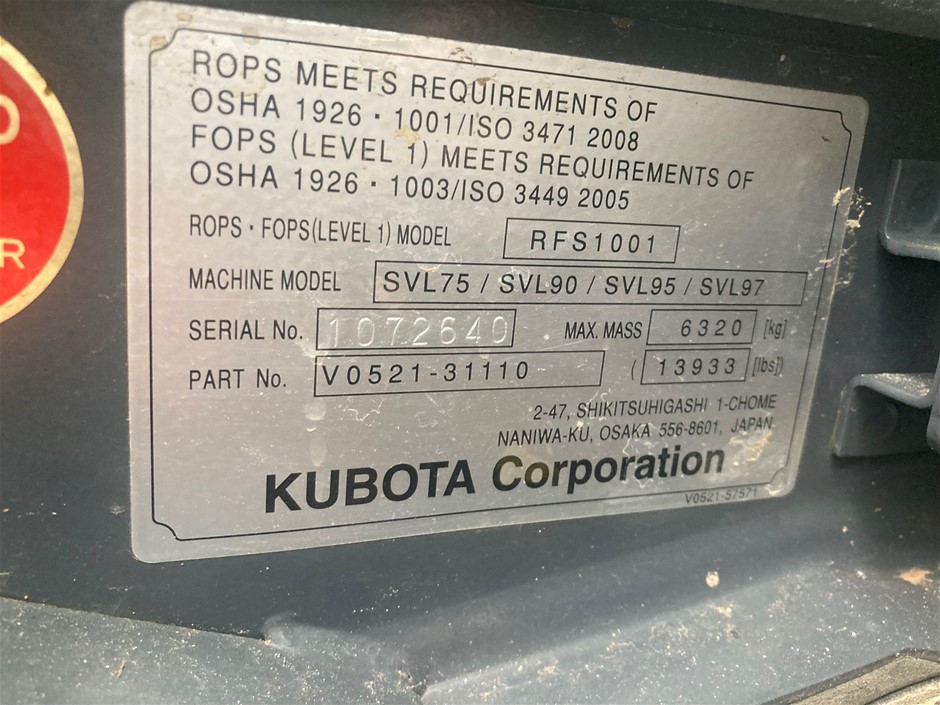 ROPS MEETS REQUIREMENTS OF
OSHA 1926・1001/ISO 3471 2008
FOPS (LEVEL 1) MEETS REQUIREMENTS OF
OSHA 1926・1003/ISO 3449 2005
ROPS・FOPS(LEVEL 1) MODEL RFS1001
MACHINE MODEL SVL75 / SVL90 / SVL95 / SVL97
SERIAL No. 1072640 MAX. MASS 6320 [kg]
PART No. V0521-31110 (13933 [lbs])
2-47, SHIKITSUHIGASHI 1-CHOME
NANIWA-KU, OSAKA 556-8601, JAPAN
KUBOTA Corporation
V0521-57571